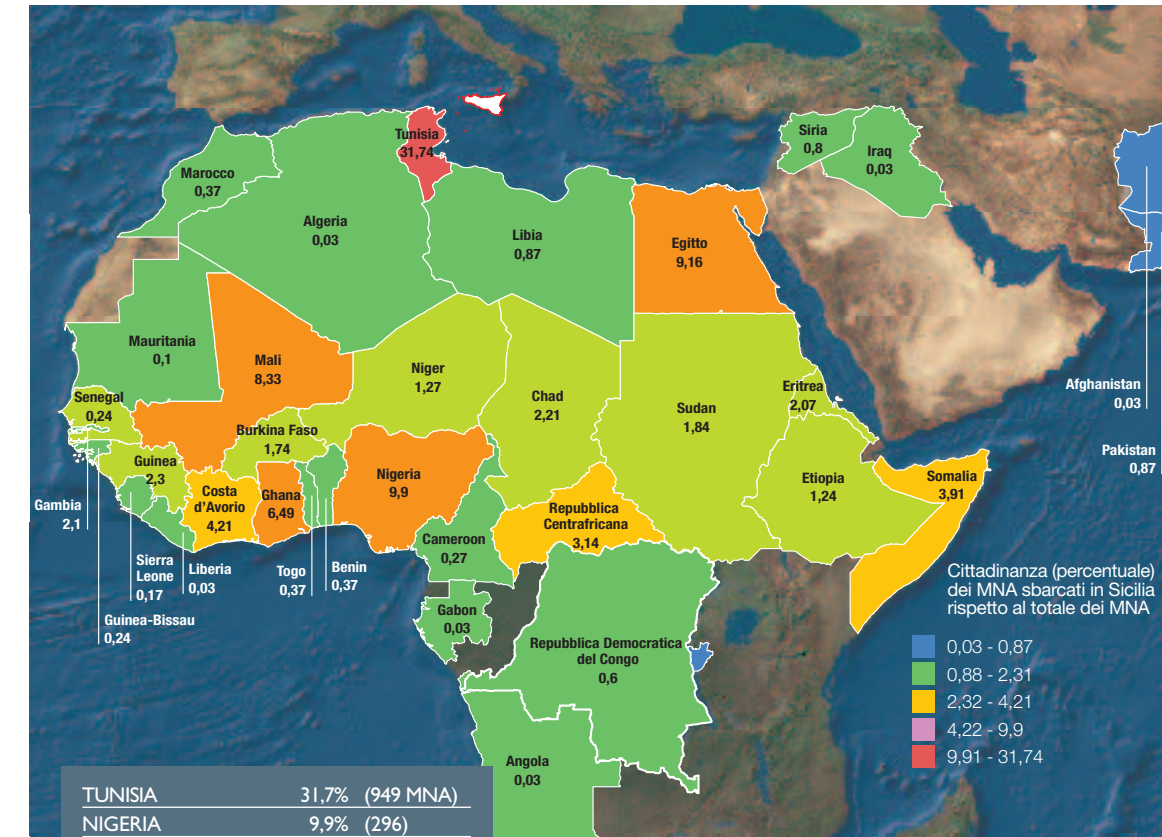 Tunisia
31,74
Marocco
0,37
Algeria
0,03
Libia
0,87
Egitto
9,16
Siria
0,8
Iraq
0,03
Mauritania
0,1
Mali
8,33
Niger
1,27
Chad
2,21
Sudan
1,84
Eritrea
2,07
Afghanistan
0,03
Pakistan
0,87
Senegal
0,24
Burkina Faso
1,74
Guinea
2,3
Costa
d’Avorio
4,21
Ghana
6,49
Nigeria
9,9
Etiopia
1,24
Somalia
3,91
Repubblica
Centrafricana
3,14
Gambia
2,1
Cameroon
0,27
Sierra
Leone
0,17
Liberia
0,03
Togo
0,37
Benin
0,37
Guinea-Bissau
0,24
Gabon
0,03
Repubblica Democratica
del Congo
0,6
Angola
0,03
Cittadinanza (percentuale)
dei MNA sbarcati in Sicilia
rispetto al totale dei MNA
0,03 - 0,87
0,88 - 2,31
2,32 - 4,21
4,22 - 9,9
9,91 - 31,74
TUNISIA 31,7% (949 MNA)
NIGERIA 9,9% (296)